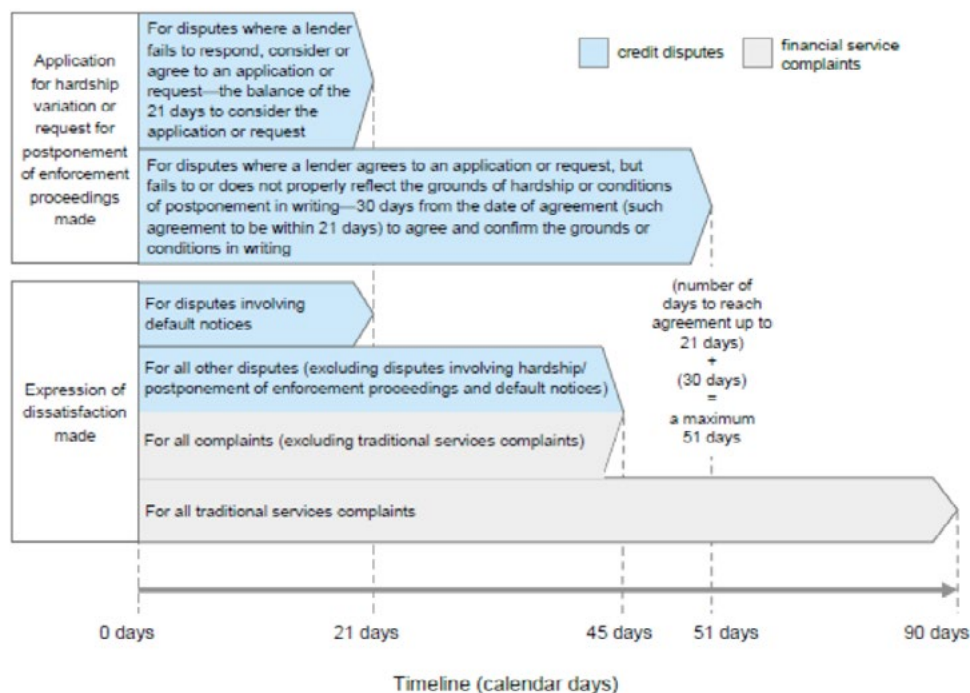 For disputes where a lender
fails to respond, consider or
agree to an application or
request—the balance of the
21 days to consider the
application or request
credit disputes
financial service
complaints
Application
for hardship
variation or
request for
postponement
of enforcement
proceedings
made
For disputes where a lender agrees to an application or request, but
fails to or does not properly reflect the grounds of hardship or conditions
of postponement in writing—30 days from the date of agreement (such
agreement to be within 21 days) to agree and confirm the grounds or
conditions in writing
For disputes involving
default notices
(number of
days to reach
agreement up to
21 days)
+
(30 days)
=
a maximum
51 days
Expression of
dissatisfaction
made
For all other disputes (excluding disputes involving hardship/
postponement of enforcement proceedings and default notices)
For all complaints (excluding traditional services complaints)
For all traditional services complaints
0 days
21 days
45 days
51 days
90 days
Timeline (calendar days)